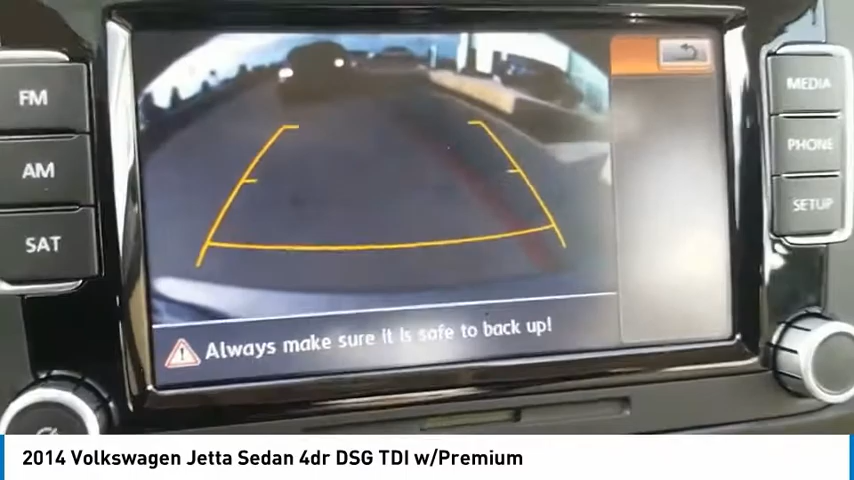 FM
AM
SAT
MEDIA
PHONE
SETUP
Always make sure it is safe to back up!
2014 Volkswagen Jetta Sedan 4dr DSG TDI w/Premium